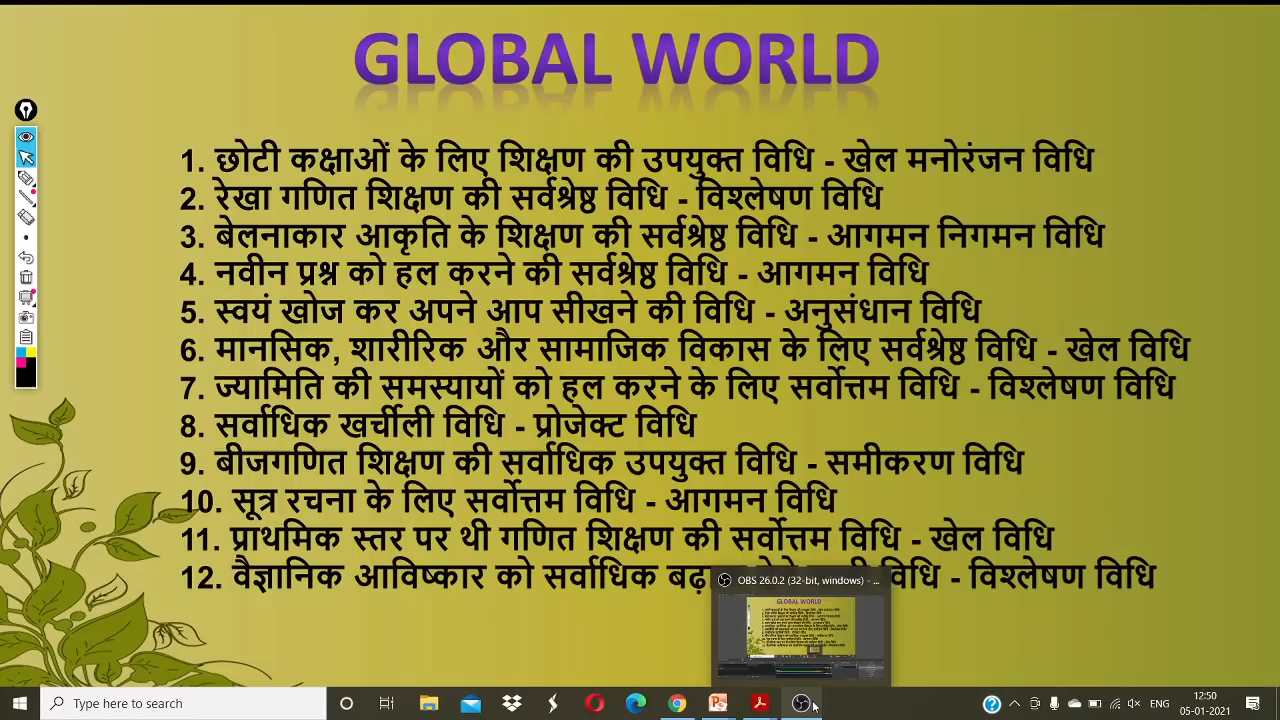 GLOBAL WORLD
1. छोटी कक्षाओं के लिए शिक्षण की उपयुक्त विधि - खेल मनोरंजन विधि
2. रेखा गणित शिक्षण की सर्वश्रेष्ठ विधि - विश्लेषण विधि
3. बेलनाकार आकृति के शिक्षण की सर्वश्रेष्ठ विधि - आगमन निगमन विधि
4. नवीन प्रश्न को हल करने की सर्वश्रेष्ठ विधि - आगमन विधि
5. स्वयं खोज कर अपने आप सीखने की विधि - अनुसंधान विधि
6. मानसिक, शारीरिक और सामाजिक विकास के लिए सर्वश्रेष्ठ विधि - खेल विधि
7. ज्यामिति की समस्यायों को हल करने के लिए सर्वोत्तम विधि - विश्लेषण विधि
8. सर्वाधिक खर्चीली विधि - प्रोजेक्ट विधि
9. बीजगणित शिक्षण की सर्वाधिक उपयुक्त विधि - समीकरण विधि
10. सूत्र रचना के लिए सर्वोत्तम विधि - आगमन विधि
11. प्राथमिक स्तर पर थी गणित शिक्षण की सर्वोत्तम विधि - खेल विधि
12. वैज्ञानिक आविष्कार को सर्वाधिक विधि - विश्लेषण विधि
OBS 26.0.2 (32-bit, windows) - ...
Type here to search
ENG
12:50
05-01-2021